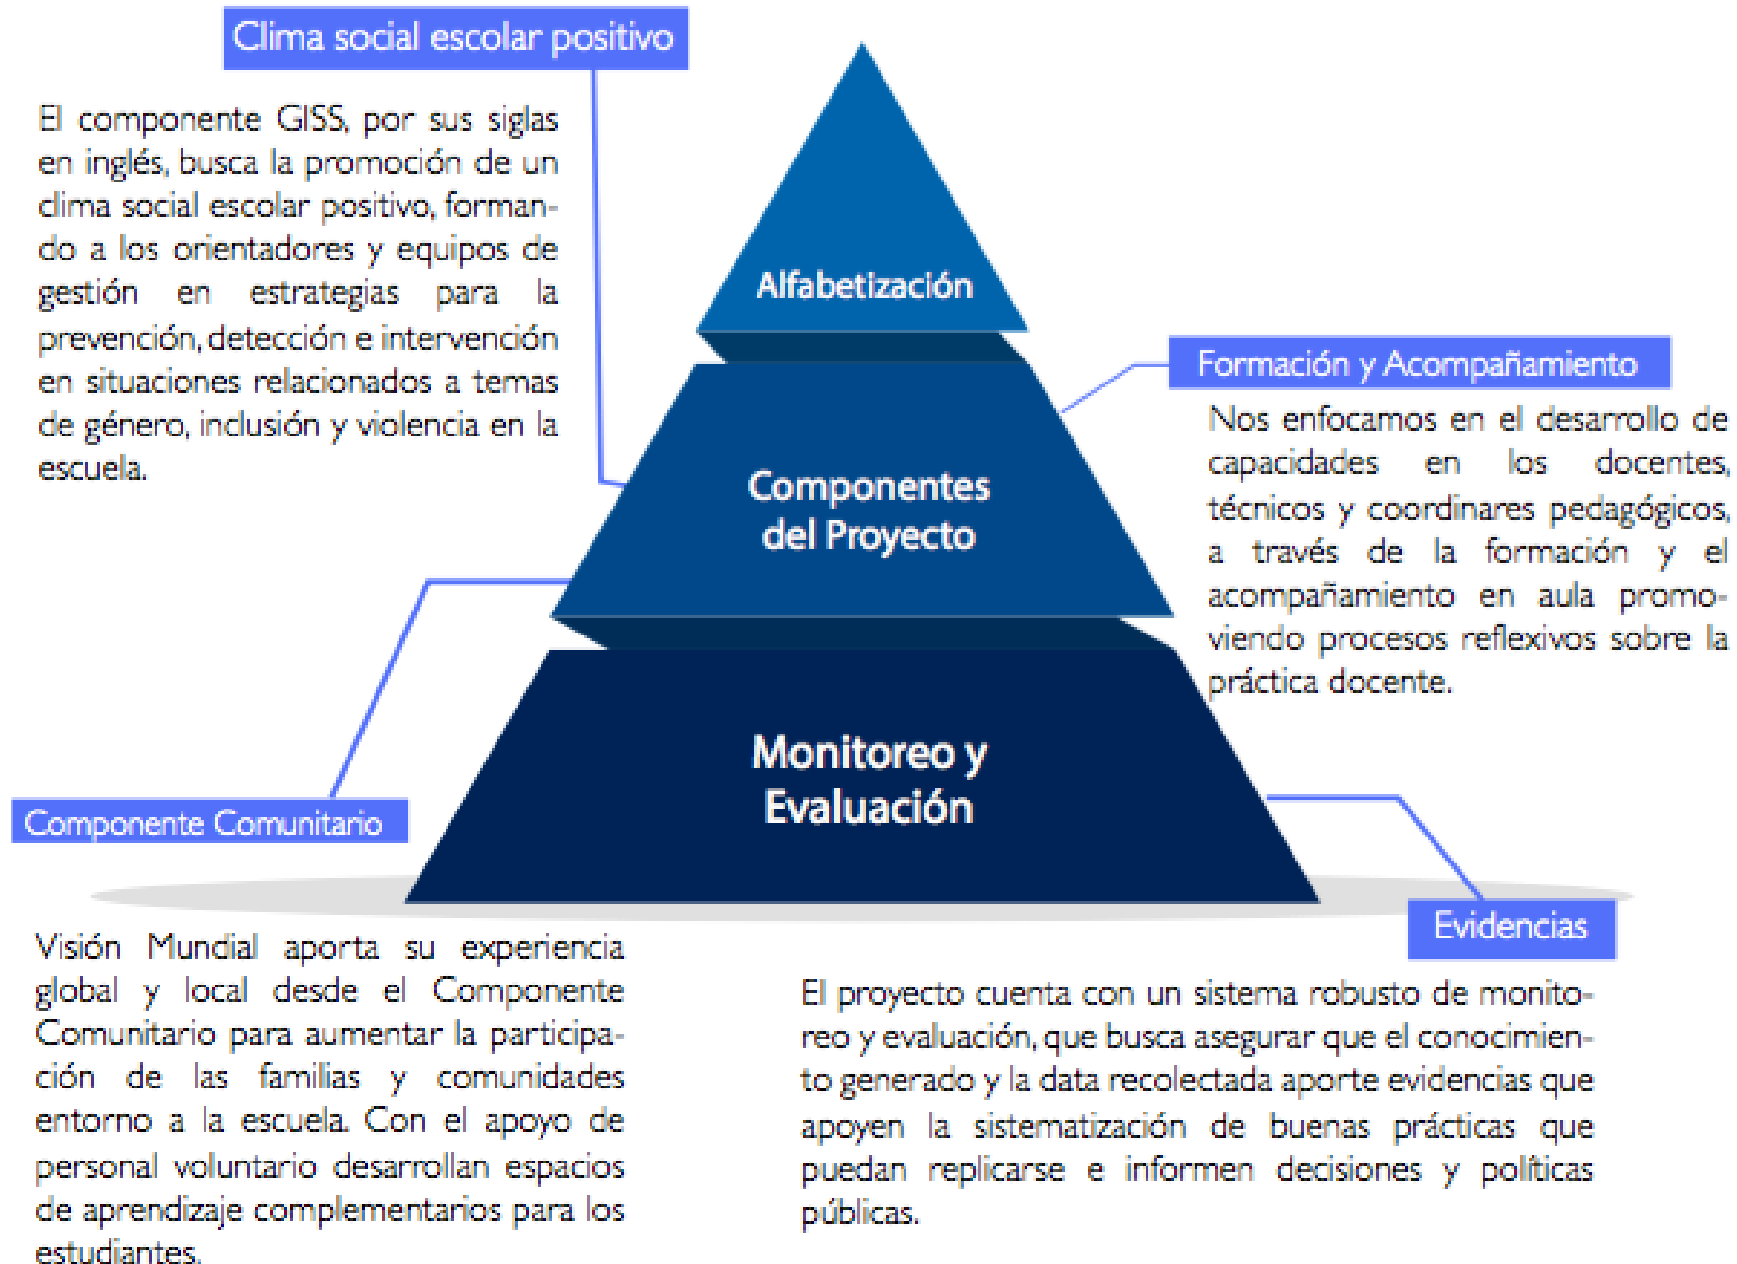 Clima social escolar positivo
El componente GISS, por sus siglas
en inglés, busca la promoción de un
clima social escolar positivo, forman-
do a los orientadores y equipos de
gestión en estrategias para la
prevención, detección e intervención
en situaciones relacionados a temas
de género, inclusión y violencia en la
escuela.
Alfabetización
Componentes
del Proyecto
Monitoreo y
Evaluación
Formación y Acompañamiento
Nos enfocamos en el desarrollo de
capacidades en los docentes,
técnicos y coordinares pedagógicos,
a través de la formación y el
acompañamiento en aula promo-
viendo procesos reflexivos sobre la
práctica docente.
Componente Comunitario
Visión Mundial aporta su experiencia
global y local desde el Componente
Comunitario para aumentar la participa-
ción de las familias y comunidades
entorno a la escuela. Con el apoyo de
personal voluntario desarrollan espacios
de aprendizaje complementarios para los
estudiantes.
Evidencias
El proyecto cuenta con un sistema robusto de monito-
reo y evaluación, que busca asegurar que el conocimien-
to generado y la data recolectada aporte evidencias que
apoyen la sistematización de buenas prácticas que
puedan replicarse e informen decisiones y políticas
públicas.